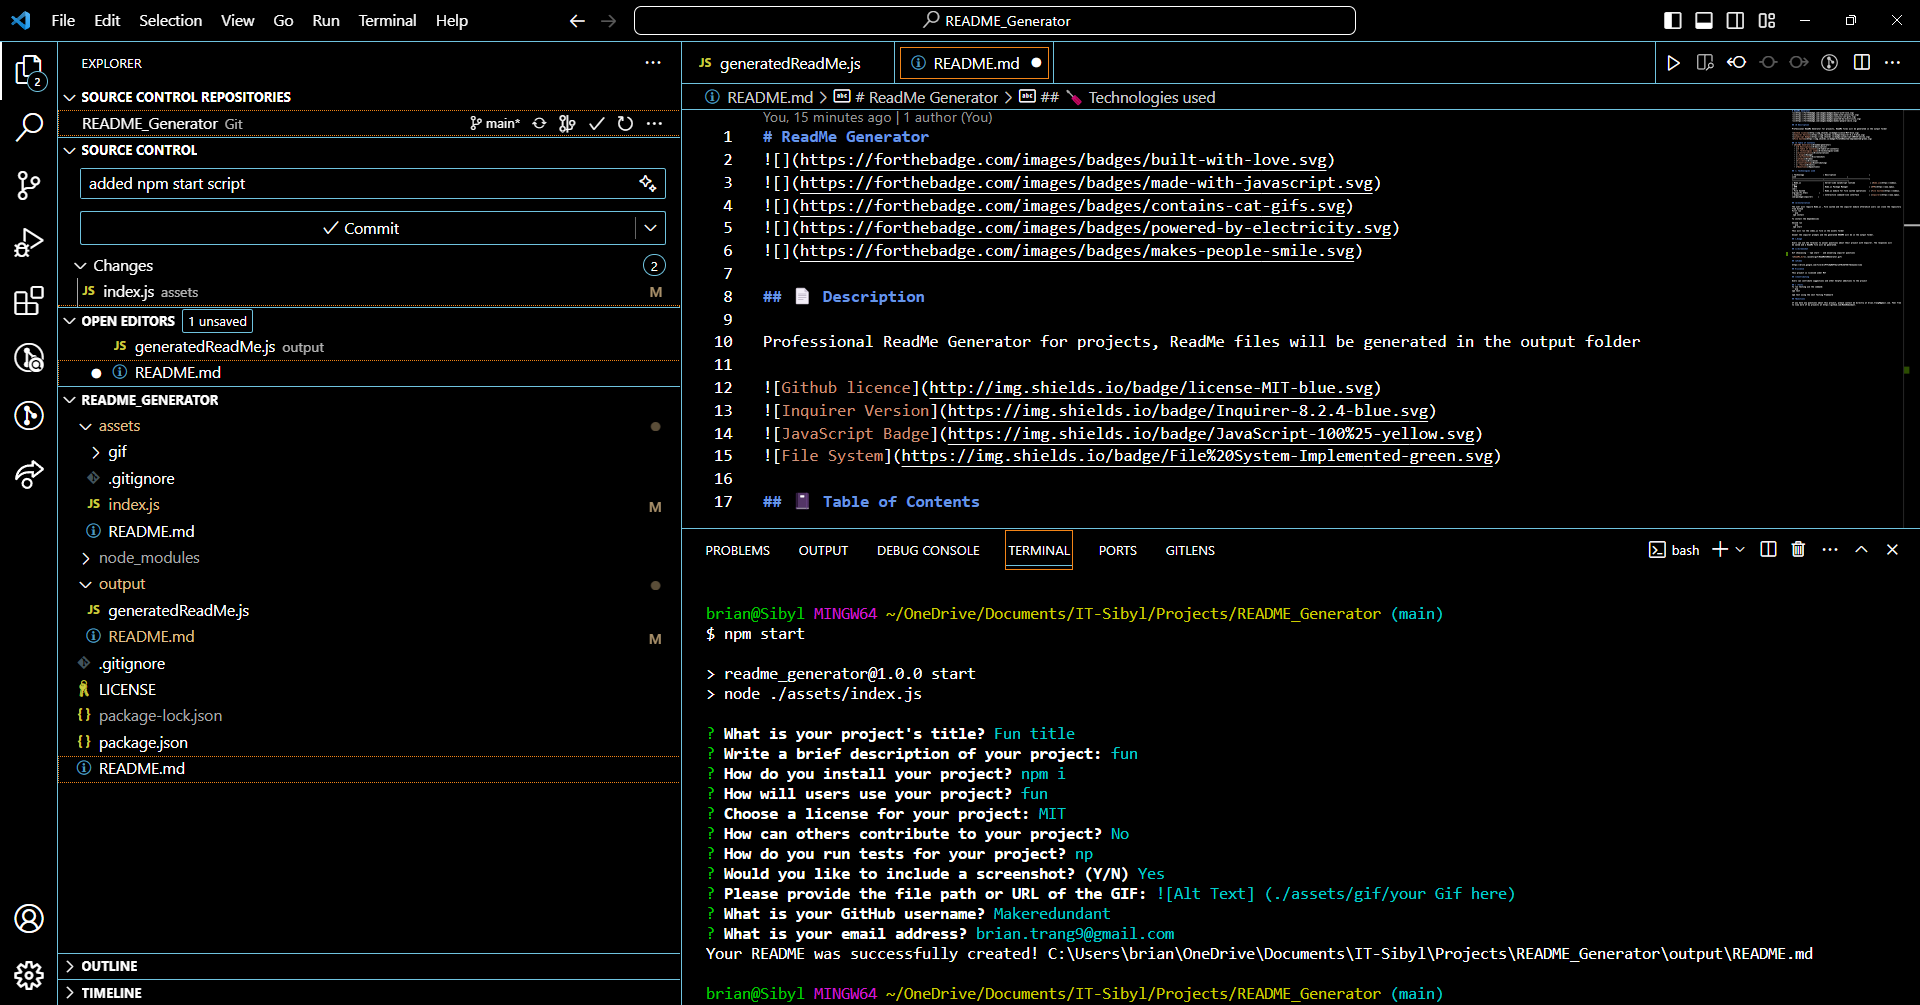 File Edit Selection View Go Run Terminal Help
README_Generator
EXPLORER
SOURCE CONTROL REPOSITORIES
README_Generator Git
main*
SOURCE CONTROL
added npm start script
Commit
Changes 2
JS index.js assets M
OPEN EDITORS 1 unsaved
JS generatedReadMe.js output
README.md
README_GENERATOR
assets
gif
.gitignore
JS index.js M
README.md
node_modules
output
JS generatedReadMe.js
README.md M
.gitignore
LICENSE
package-lock.json
package.json
README.md
OUTLINE
TIMELINE
2
JS generatedReadMe.js
README.md
README.md > # ReadMe Generator > ## Technologies used
You, 15 minutes ago | 1 author (You)
1 # ReadMe Generator
2 ![](https://forthebadge.com/images/badges/built-with-love.svg)
3 ![](https://forthebadge.com/images/badges/made-with-javascript.svg)
4 ![](https://forthebadge.com/images/badges/contains-cat-gifs.svg)
5 ![](https://forthebadge.com/images/badges/powered-by-electricity.svg)
6 ![](https://forthebadge.com/images/badges/makes-people-smile.svg)
7
8 ## 📄 Description
9
10 Professional ReadMe Generator for projects, ReadMe files will be generated in the output folder
11
12 ![Github licence](http://img.shields.io/badge/license-MIT-blue.svg)
13 ![Inquirer Version](https://img.shields.io/badge/Inquirer-8.2.4-blue.svg)
14 ![JavaScript Badge](https://img.shields.io/badge/JavaScript-100%25-yellow.svg)
15 ![File System](https://img.shields.io/badge/File%20System-Implemented-green.svg)
16
17 ## 📓 Table of Contents
PROBLEMS OUTPUT DEBUG CONSOLE TERMINAL PORTS GITLENS
bash
brian@Sibyl MINGW64 ~/OneDrive/Documents/IT-Sibyl/Projects/README_Generator (main)
$ npm start
> readme_generator@1.0.0 start
> node ./assets/index.js
? What is your project's title? Fun title
? Write a brief description of your project: fun
? How do you install your project? npm i
? How will users use your project? fun
? Choose a license for your project: MIT
? How can others contribute to your project? No
? How do you run tests for your project? np
? Would you like to include a screenshot? (Y/N) Yes
? Please provide the file path or URL of the GIF: ![Alt Text] (./assets/gif/your Gif here)
? What is your GitHub username? Makeredundant
? What is your email address? brian.trang9@gmail.com
Your README was successfully created! C:\Users\brian\OneDrive\Documents\IT-Sibyl\Projects\README_Generator\output\README.md
brian@Sibyl MINGW64 ~/OneDrive/Documents/IT-Sibyl/Projects/README_Generator (main)